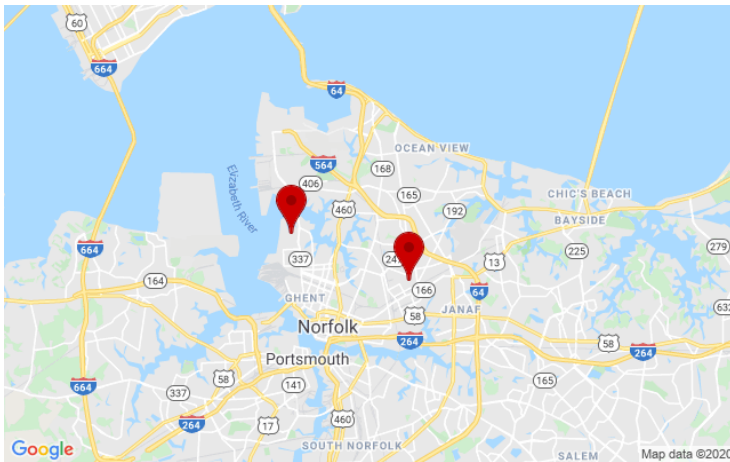 60
664
64
OCEAN VIEW
564
168
406
165
CHIC'S BEACH
Elizabeth River
460
192
BAYSIDE
225
279
664
337
13
164
166
64
GHENT
58
JANAF
Norfolk
264
58
264
Portsmouth
664
58
141
165
337
264
17
460
SOUTH NORFOLK
SALEM
Google
Map data ©2020